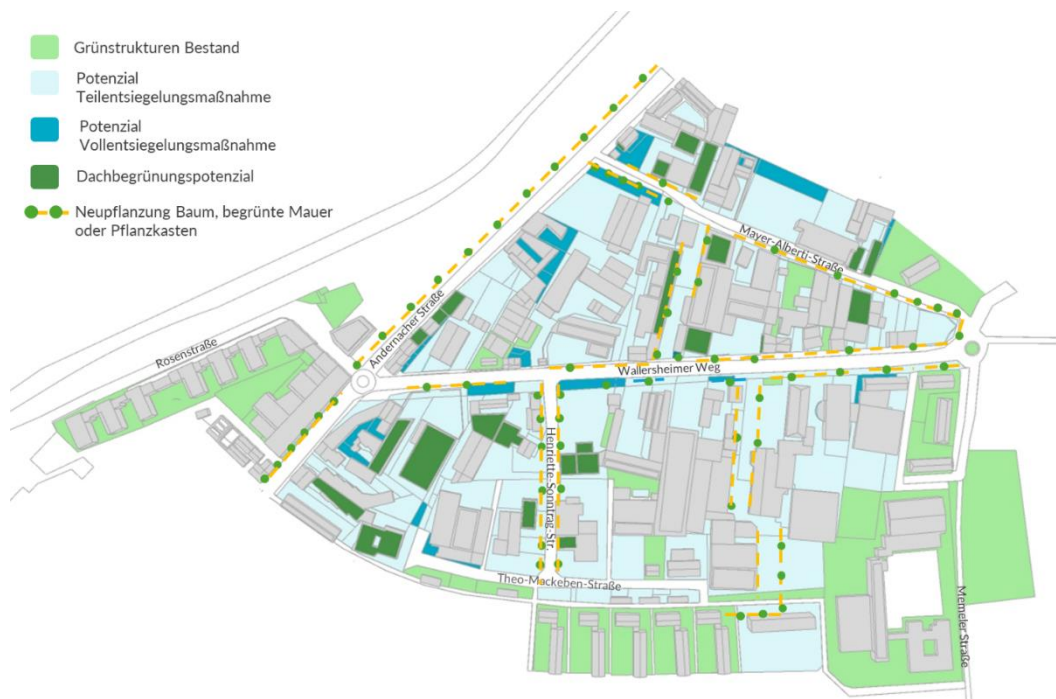 Grünstrukturen Bestand
Potenzial
Teilentsiegelungsmaßnahme
Potenzial
Vollentsiegelungsmaßnahme
Dachbegrünungspotenzial
Neupflanzung Baum, begrünte Mauer
oder Pflanzkasten
Mayer-Alberti-Straße
Andernacher Straße
Rosenstraße
Wallersheimer Weg
Henriette-Sonntrag-Str.
Theo-Mackeben-Straße
Memeler Straße